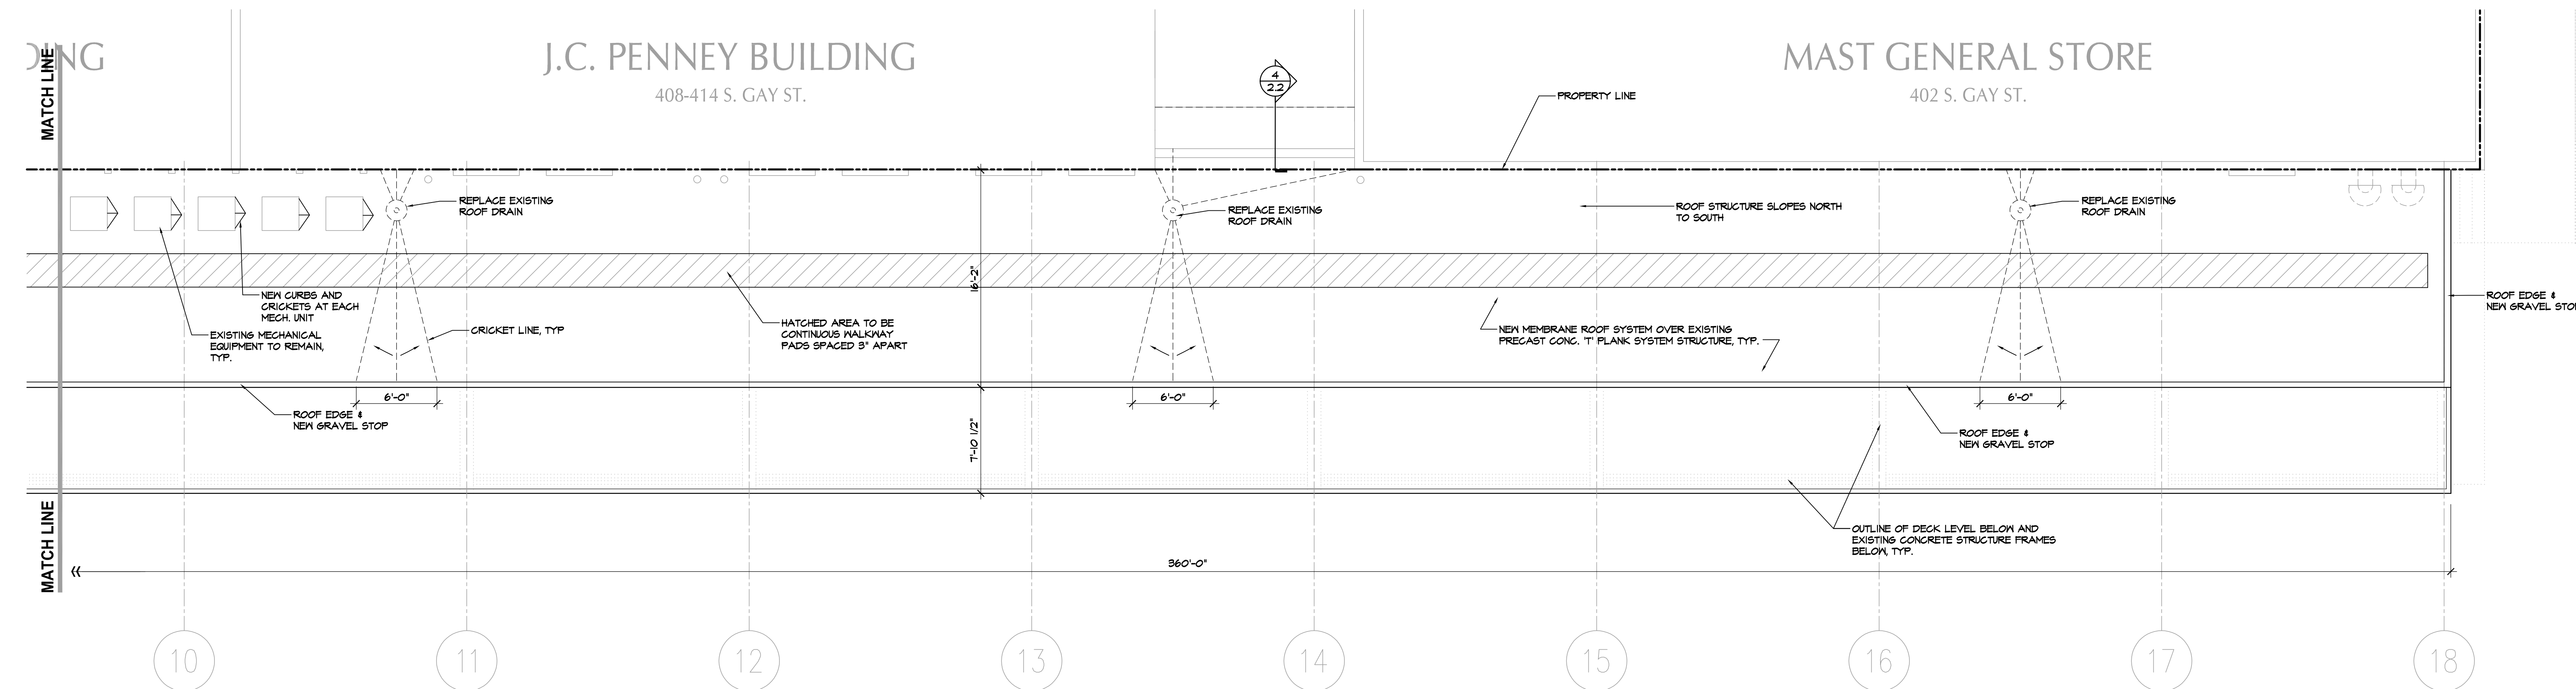 DING
MATCH LINE
J.C. PENNEY BUILDING
408-414 S. GAY ST.
4
2.2
PROPERTY LINE
MAST GENERAL STORE
402 S. GAY ST.
REPLACE EXISTING
ROOF DRAIN
REPLACE EXISTING
ROOF DRAIN
ROOF STRUCTURE SLOPES NORTH
TO SOUTH
REPLACE EXISTING
ROOF DRAIN
16'-2"
NEW CURBS AND
CRICKETS AT EACH
MECH. UNIT
EXISTING MECHANICAL
EQUIPMENT TO REMAIN,
TYP.
CRICKET LINE, TYP
HATCHED AREA TO BE
CONTINUOUS WALKWAY
PADS SPACED 3" APART
NEW MEMBRANE ROOF SYSTEM OVER EXISTING
PRECAST CONC. 'T' PLANK SYSTEM STRUCTURE, TYP.
ROOF EDGE &
NEW GRAVEL STOP
6'-0"
6'-0"
6'-0"
ROOF EDGE &
NEW GRAVEL STOP
7'-10 1/2"
ROOF EDGE &
NEW GRAVEL STOP
OUTLINE OF DECK LEVEL BELOW AND
EXISTING CONCRETE STRUCTURE FRAMES
BELOW, TYP.
MATCH LINE
360'-0"
10
11
12
13
14
15
16
17
18